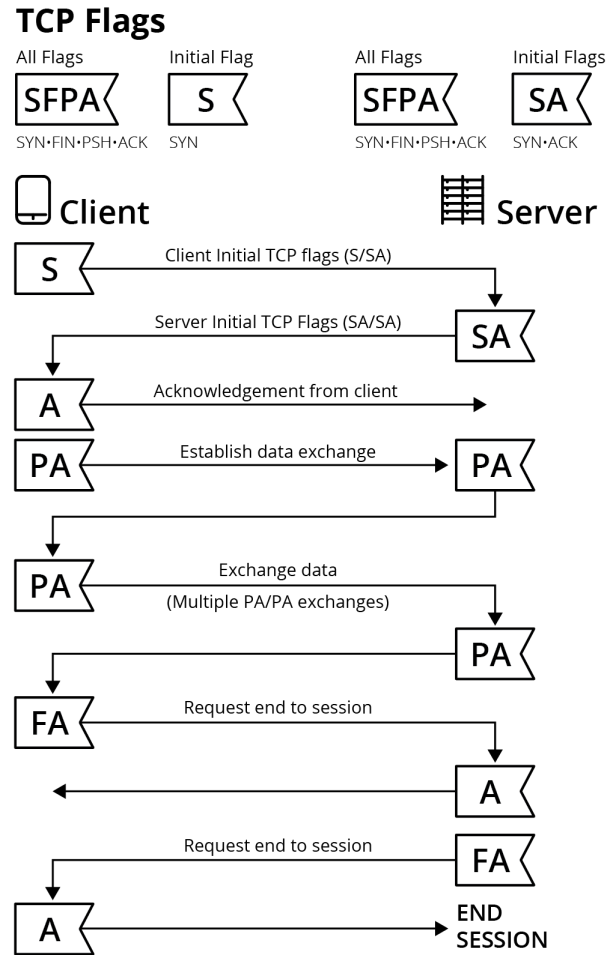 TCP Flags
All Flags
Initial Flag
All Flags
Initial Flags
SFPA
S
SFPA
SA
SYN•FIN•PSH•ACK
SYN
SYN•FIN•PSH•ACK
SYN•ACK
Client
Server
S
Client Initial TCP flags (S/SA)
Server Initial TCP Flags (SA/SA)
SA
A
Acknowledgement from client
PA
Establish data exchange
PA
PA
Exchange data
(Multiple PA/PA exchanges)
PA
FA
Request end to session
A
Request end to session
FA
A
END
SESSION